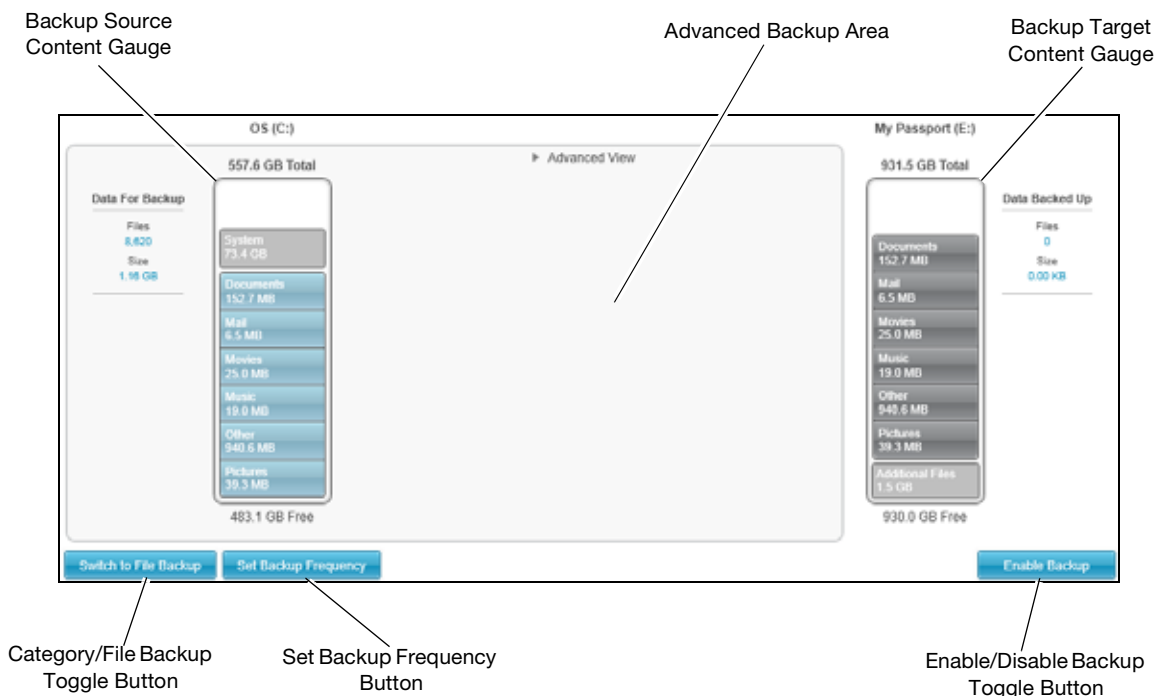 Backup Source
Content Gauge
Advanced Backup Area
Backup Target
Content Gauge
OS (C:)
My Passport (E:)
557.6 GB Total
▶ Advanced View
931.5 GB Total
Data For Backup
Files
8,620
Size
1.16 GB
System
73.4 GB
Documents
152.7 MB
Mail
6.5 MB
Movies
25.0 MB
Music
19.0 MB
Other
940.6 MB
Pictures
39.3 MB
483.1 GB Free
Documents
152.7 MB
Mail
6.5 MB
Movies
25.0 MB
Music
19.0 MB
Other
940.6 MB
Pictures
39.3 MB
Additional Files
1.5 GB
930.0 GB Free
Data Backed Up
Files
0
Size
0.00 KB
Switch to File Backup
Set Backup Frequency
Enable Backup
Category/File Backup
Toggle Button
Set Backup Frequency
Button
Enable/Disable Backup
Toggle Button